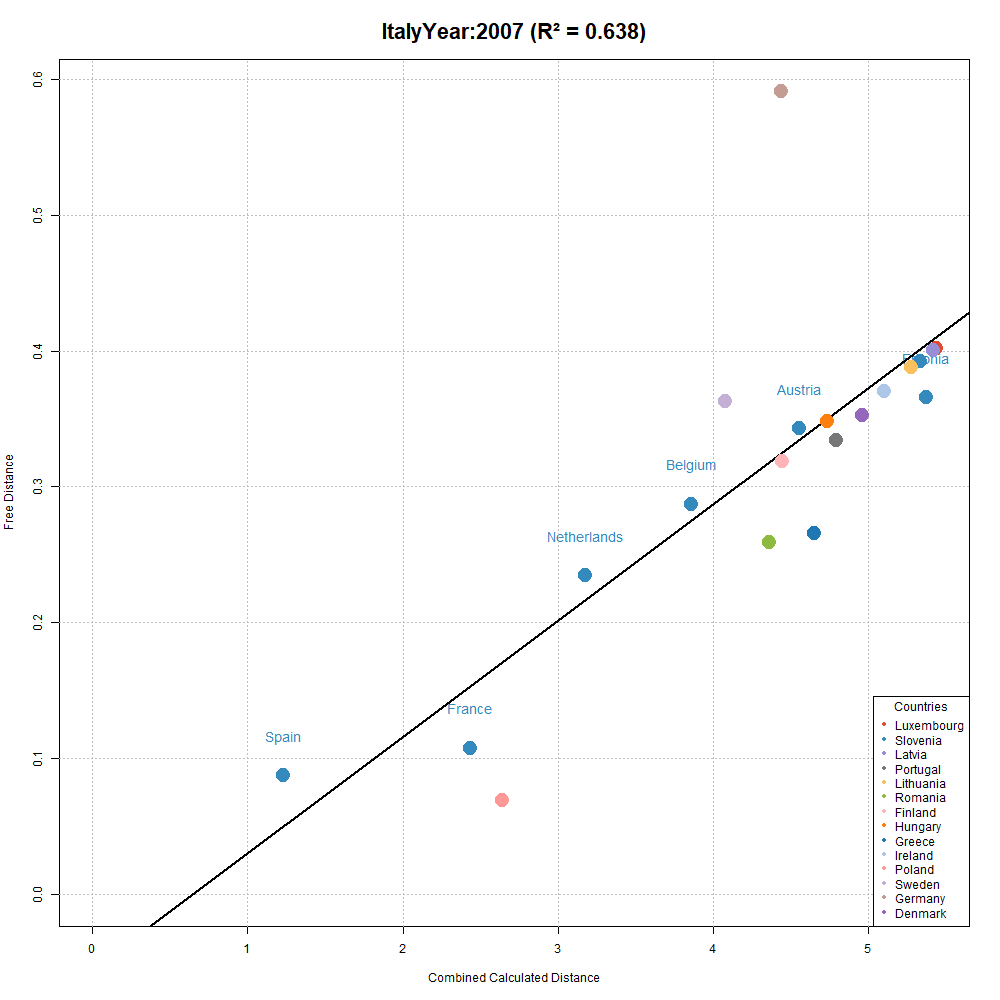 ItalyYear:2007 (R² = 0.638)
0.6
0.5
0.4
0.3
0.2
0.1
0.0
Free Distance
Estonia
Austria
Belgium
Netherlands
France
Spain
Countries
Luxembourg
Slovenia
Latvia
Portugal
Lithuania
Romania
Finland
Hungary
Greece
Ireland
Poland
Sweden
Germany
Denmark
0 1 2 3 4 5
Combined Calculated Distance